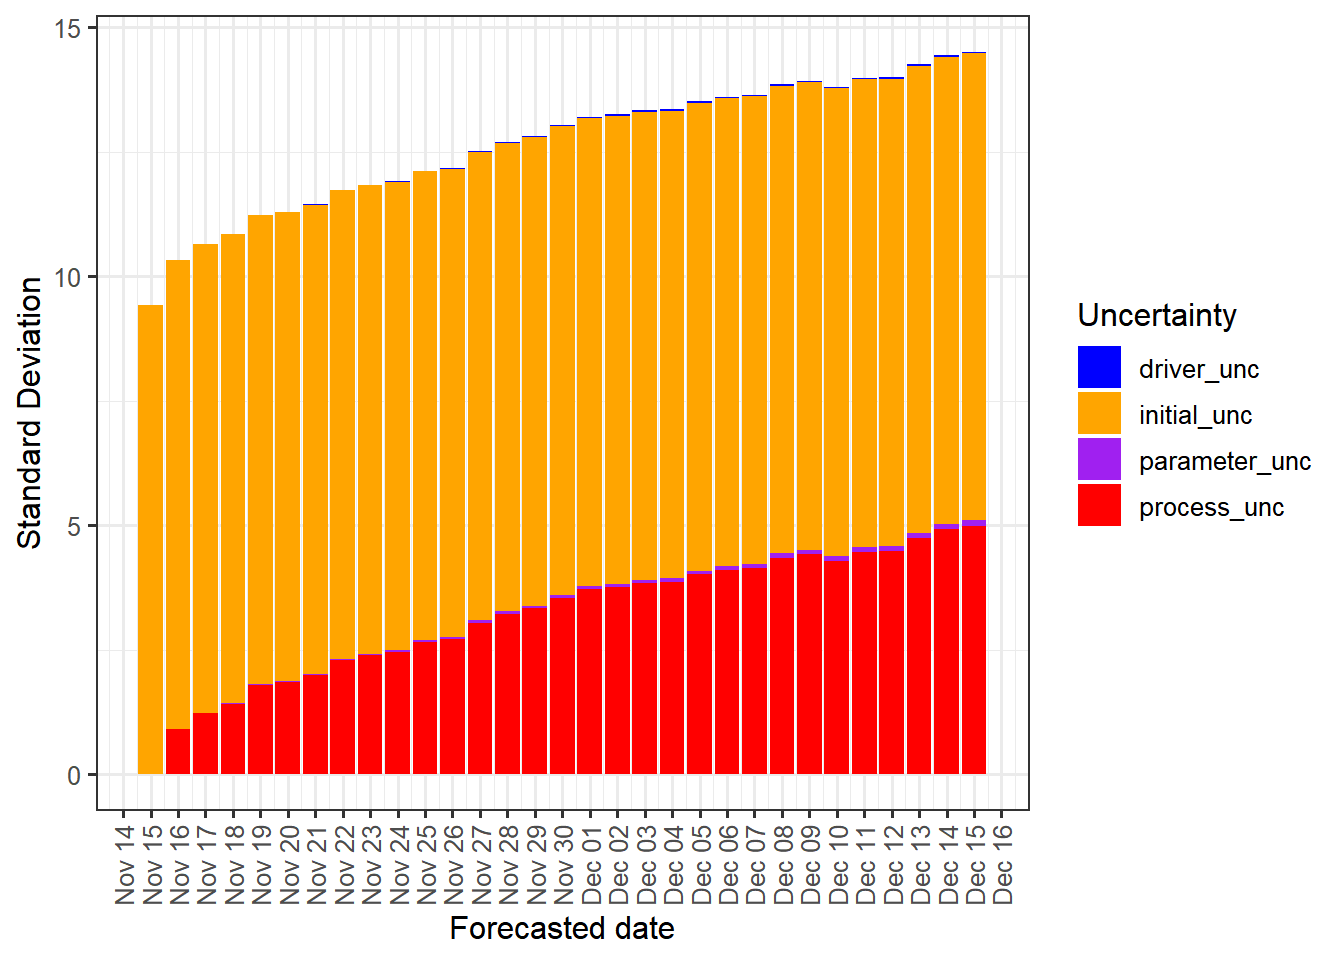 15
10
5
0
Standard Deviation
Nov 14
Nov 15
Nov 16
Nov 17
Nov 18
Nov 19
Nov 20
Nov 21
Nov 22
Nov 23
Nov 24
Nov 25
Nov 26
Nov 27
Nov 28
Nov 29
Nov 30
Dec 01
Dec 02
Dec 03
Dec 04
Dec 05
Dec 06
Dec 07
Dec 08
Dec 09
Dec 10
Dec 11
Dec 12
Dec 13
Dec 14
Dec 15
Dec 16
Forecasted date
Uncertainty
driver_unc
initial_unc
parameter_unc
process_unc